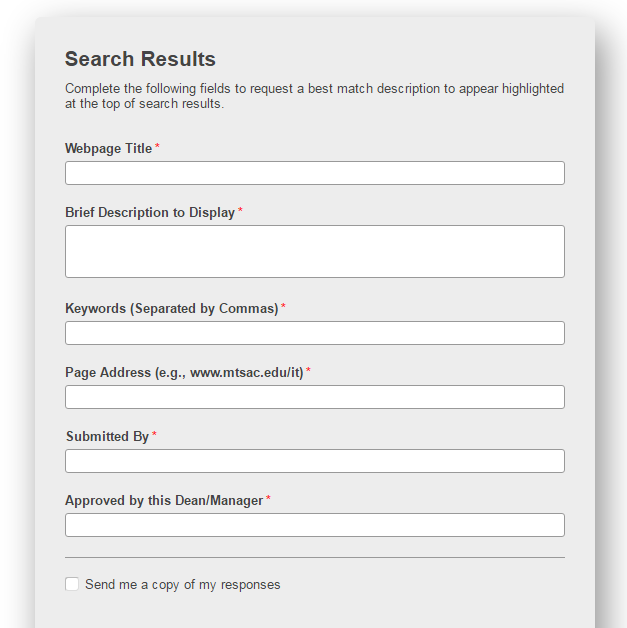 Search Results
Complete the following fields to request a best match description to appear highlighted
at the top of search results.
Webpage Title *
Brief Description to Display *
Keywords (Separated by Commas) *
Page Address (e.g., www.mtsac.edu/it) *
Submitted By *
Approved by this Dean/Manager *
Send me a copy of my responses